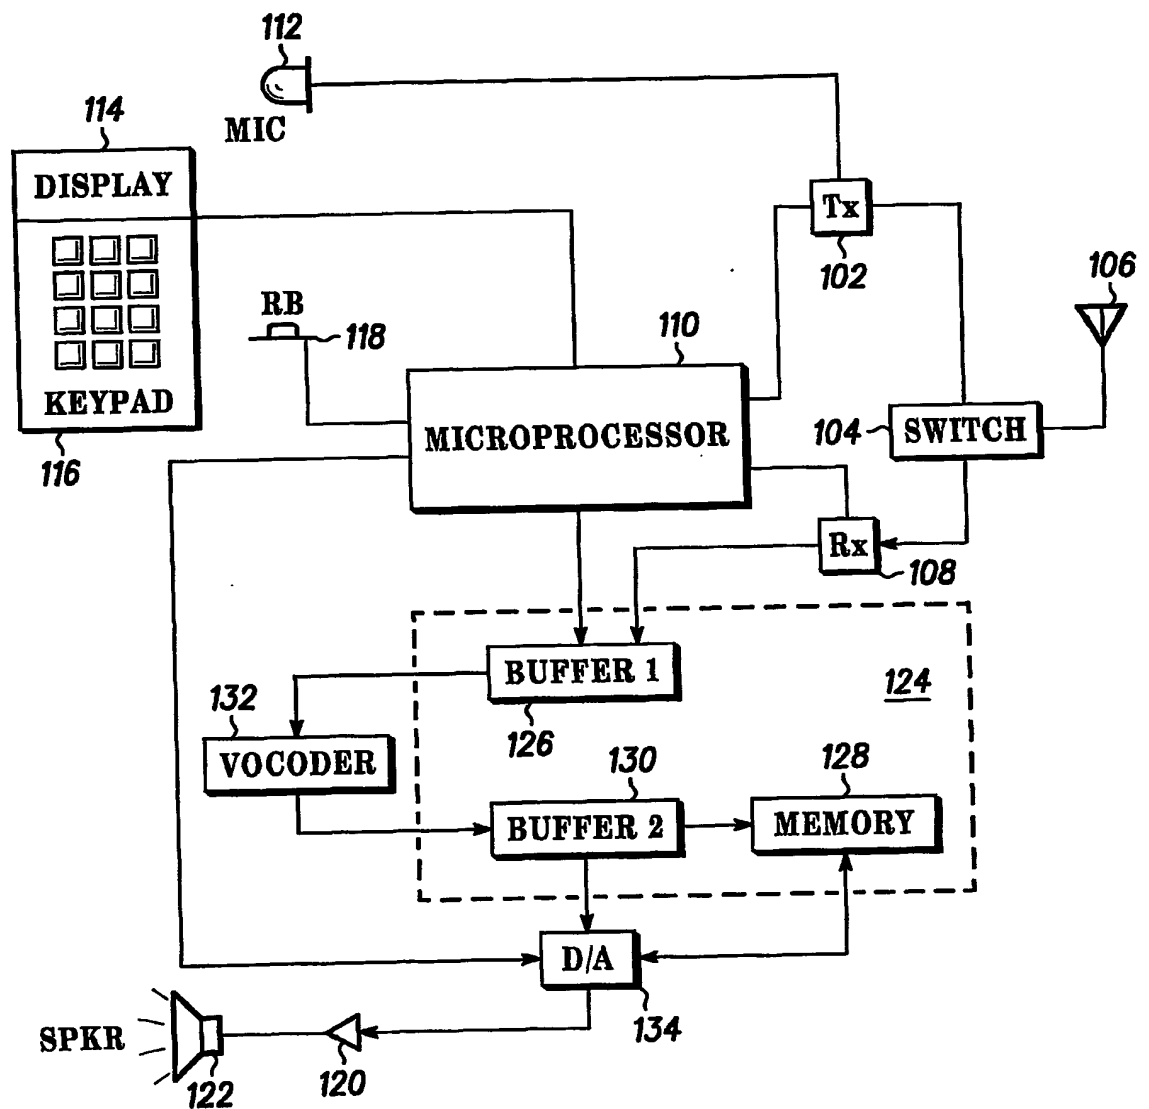 112
MIC
114
DISPLAY
KEYPAD
116
RB
118
Tx
102
106
110
MICROPROCESSOR
104
SWITCH
Rx
108
124
BUFFER 1
126
132
VOCODER
130
BUFFER 2
128
MEMORY
D/A
134
SPKR
122
120